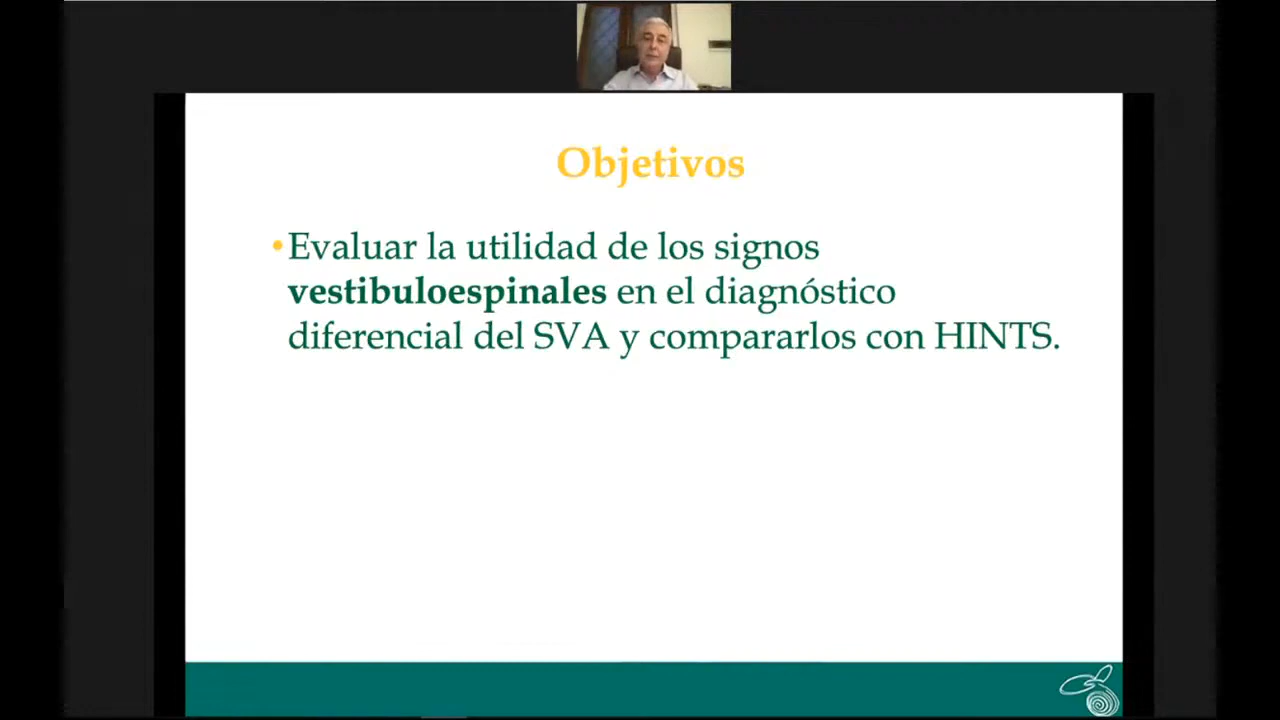 Objetivos
•Evaluar la utilidad de los signos
vestibuloespinales en el diagnóstico
diferencial del SVA y compararlos con HINTS.